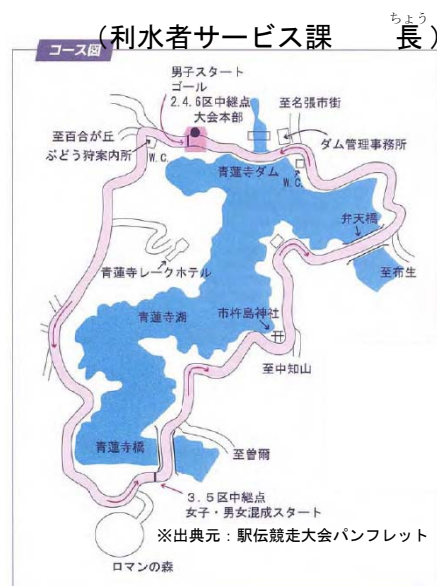 ちょう
(利水者サービス課 長)
コース図
男子スタート
ゴール
2.4.6区中継点
大会本部
至名張市街
至百合が丘
ぶどう狩案内所
W.C.
ダム管理事務所
青蓮寺ダム
W.C.
弁天橋
至布生
青蓮寺レークホテル
市杵島神社
青蓮寺湖
至中知山
青蓮寺橋
至曽爾
3.5区中継点
女子・男女混成スタート
※出典元：駅伝競走大会パンフレット
ロマンの森